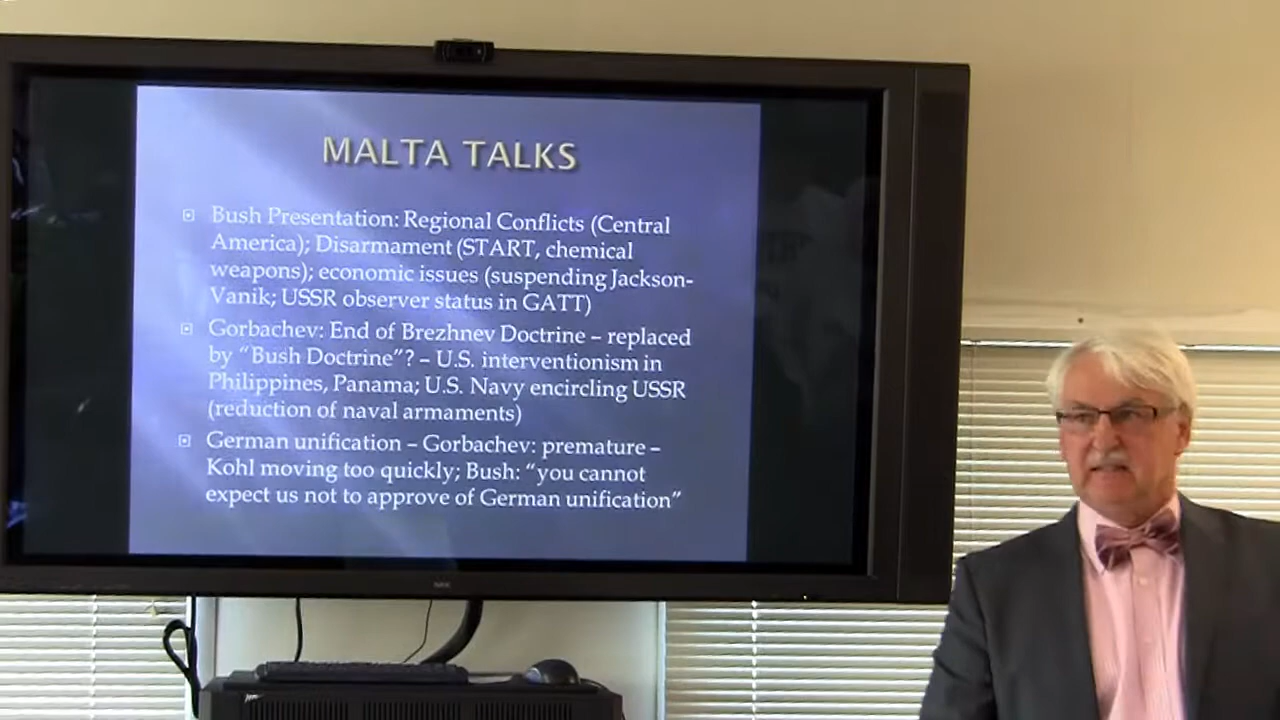 MALTA TALKS
Bush Presentation: Regional Conflicts (Central
America); Disarmament (START, chemical
weapons); economic issues (suspending Jackson-
Vanik; USSR observer status in GATT)
Gorbachev: End of Brezhnev Doctrine – replaced
by “Bush Doctrine”? – U.S. interventionism in
Philippines, Panama; U.S. Navy encircling USSR
(reduction of naval armaments)
German unification – Gorbachev: premature –
Kohl moving too quickly; Bush: “you cannot
expect us not to approve of German unification”
NEC